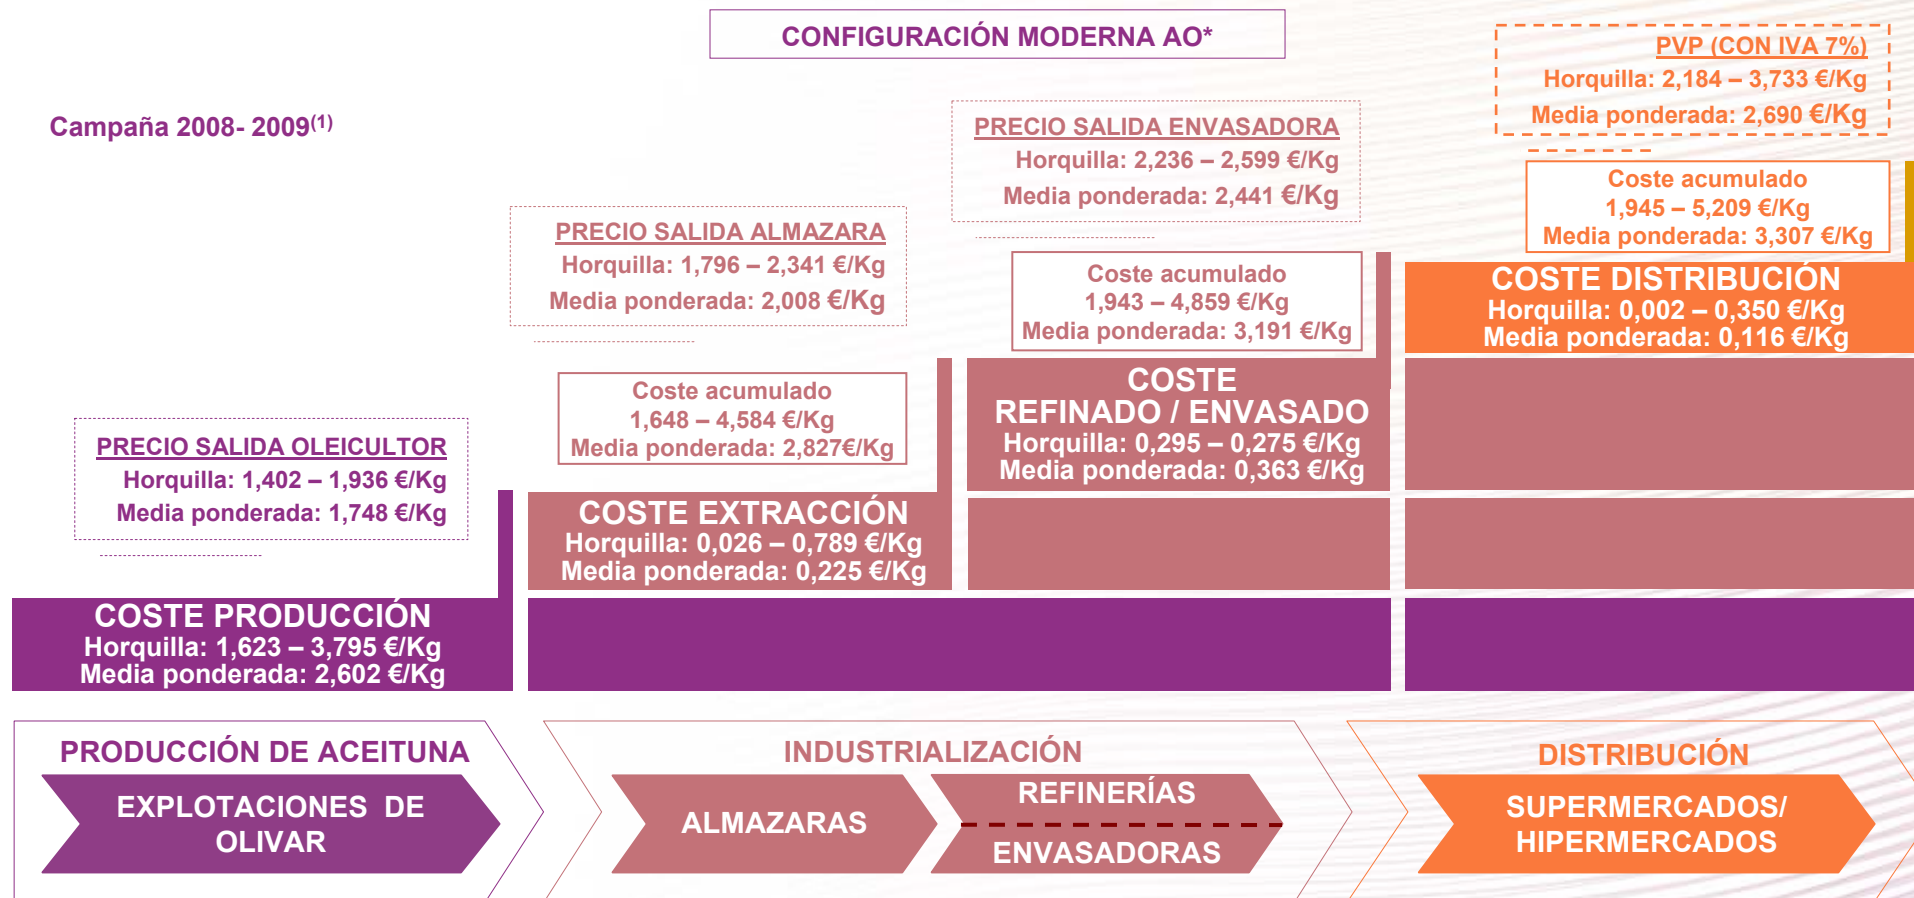 CONFIGURACIÓN MODERNA AO*
Campaña 2008- 2009(1)
PVP (CON IVA 7%)
Horquilla: 2,184 – 3,733 €/Kg
Media ponderada: 2,690 €/Kg
Coste acumulado
1,945 – 5,209 €/Kg
Media ponderada: 3,307 €/Kg
COSTE DISTRIBUCIÓN
Horquilla: 0,002 – 0,350 €/Kg
Media ponderada: 0,116 €/Kg
PRECIO SALIDA ENVASADORA
Horquilla: 2,236 – 2,599 €/Kg
Media ponderada: 2,441 €/Kg
Coste acumulado
1,943 – 4,859 €/Kg
Media ponderada: 3,191 €/Kg
COSTE
REFINADO / ENVASADO
Horquilla: 0,295 – 0,275 €/Kg
Media ponderada: 0,363 €/Kg
PRECIO SALIDA ALMAZARA
Horquilla: 1,796 – 2,341 €/Kg
Media ponderada: 2,008 €/Kg
Coste acumulado
1,648 – 4,584 €/Kg
Media ponderada: 2,827€/Kg
COSTE EXTRACCIÓN
Horquilla: 0,026 – 0,789 €/Kg
Media ponderada: 0,225 €/Kg
PRECIO SALIDA OLEICULTOR
Horquilla: 1,402 – 1,936 €/Kg
Media ponderada: 1,748 €/Kg
COSTE PRODUCCIÓN
Horquilla: 1,623 – 3,795 €/Kg
Media ponderada: 2,602 €/Kg
PRODUCCIÓN DE ACEITUNA
EXPLOTACIONES DE
OLIVAR
INDUSTRIALIZACIÓN
ALMAZARAS
REFINERÍAS
ENVASADORAS
DISTRIBUCIÓN
SUPERMERCADOS/
HIPERMERCADOS